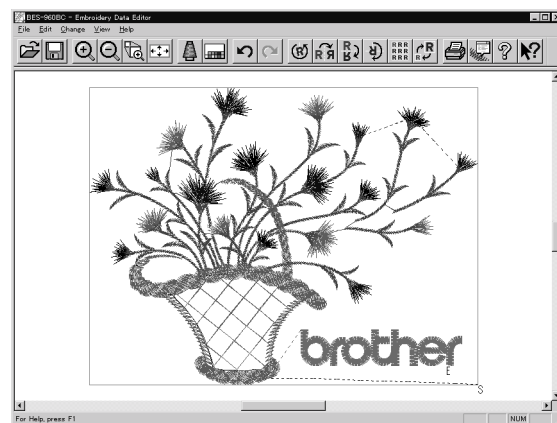 BES-960BC - Embroidery Data Editor
File Edit Change View Help
brother
E
S
For Help, press F1
NUM